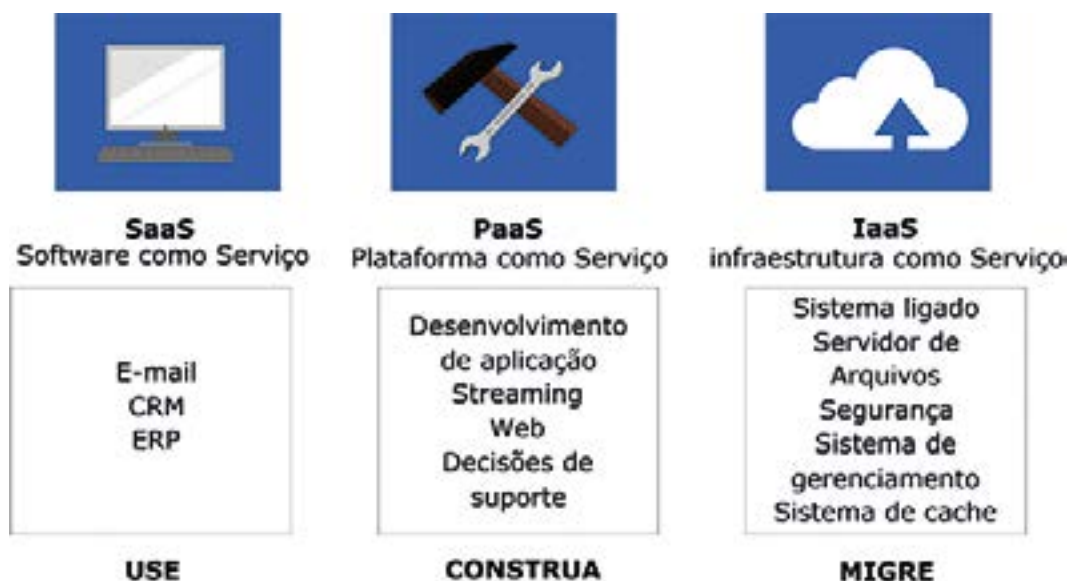 SaaS
Software como Serviço
E-mail
CRM
ERP
USE
PaaS
Plataforma como Serviço
Desenvolvimento
de aplicação
Streaming
Web
Decisões de
suporte
CONSTRUA
IaaS
infraestrutura como Serviço
Sistema ligado
Servidor de
Arquivos
Segurança
Sistema de
gerenciamento
Sistema de cache
MIGRE